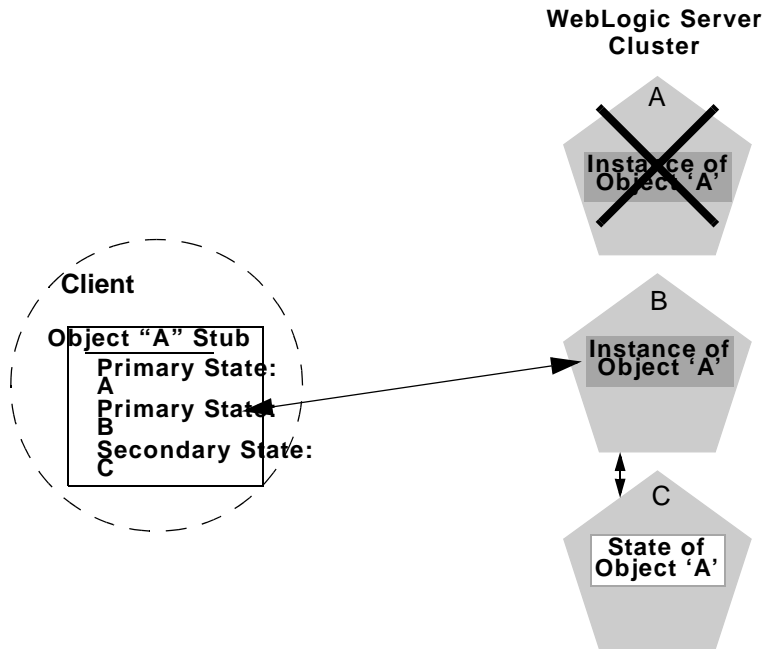 WebLogic Server
Cluster
A
Instance of
Object ‘A’
Client
Object “A” Stub
Primary State:
A
Primary State:
B
Secondary State:
C
B
Instance of
Object ‘A’
C
State of
Object ‘A’